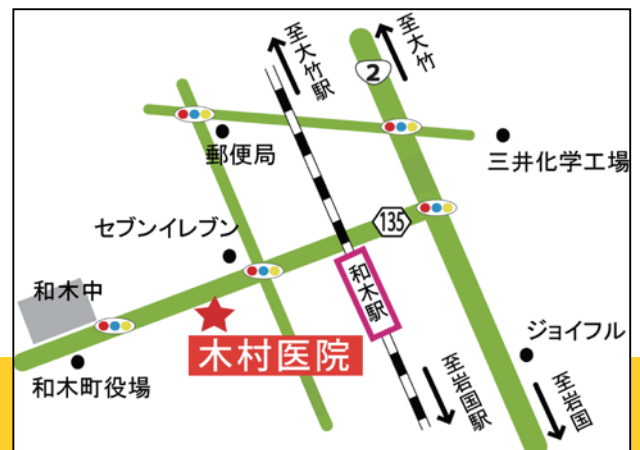 至大竹駅
至大竹
2
郵便局
三井化学工場
135
セブンイレブン
和木駅
和木中
木村医院
ジョイフル
和木町役場
至岩国駅
至岩国